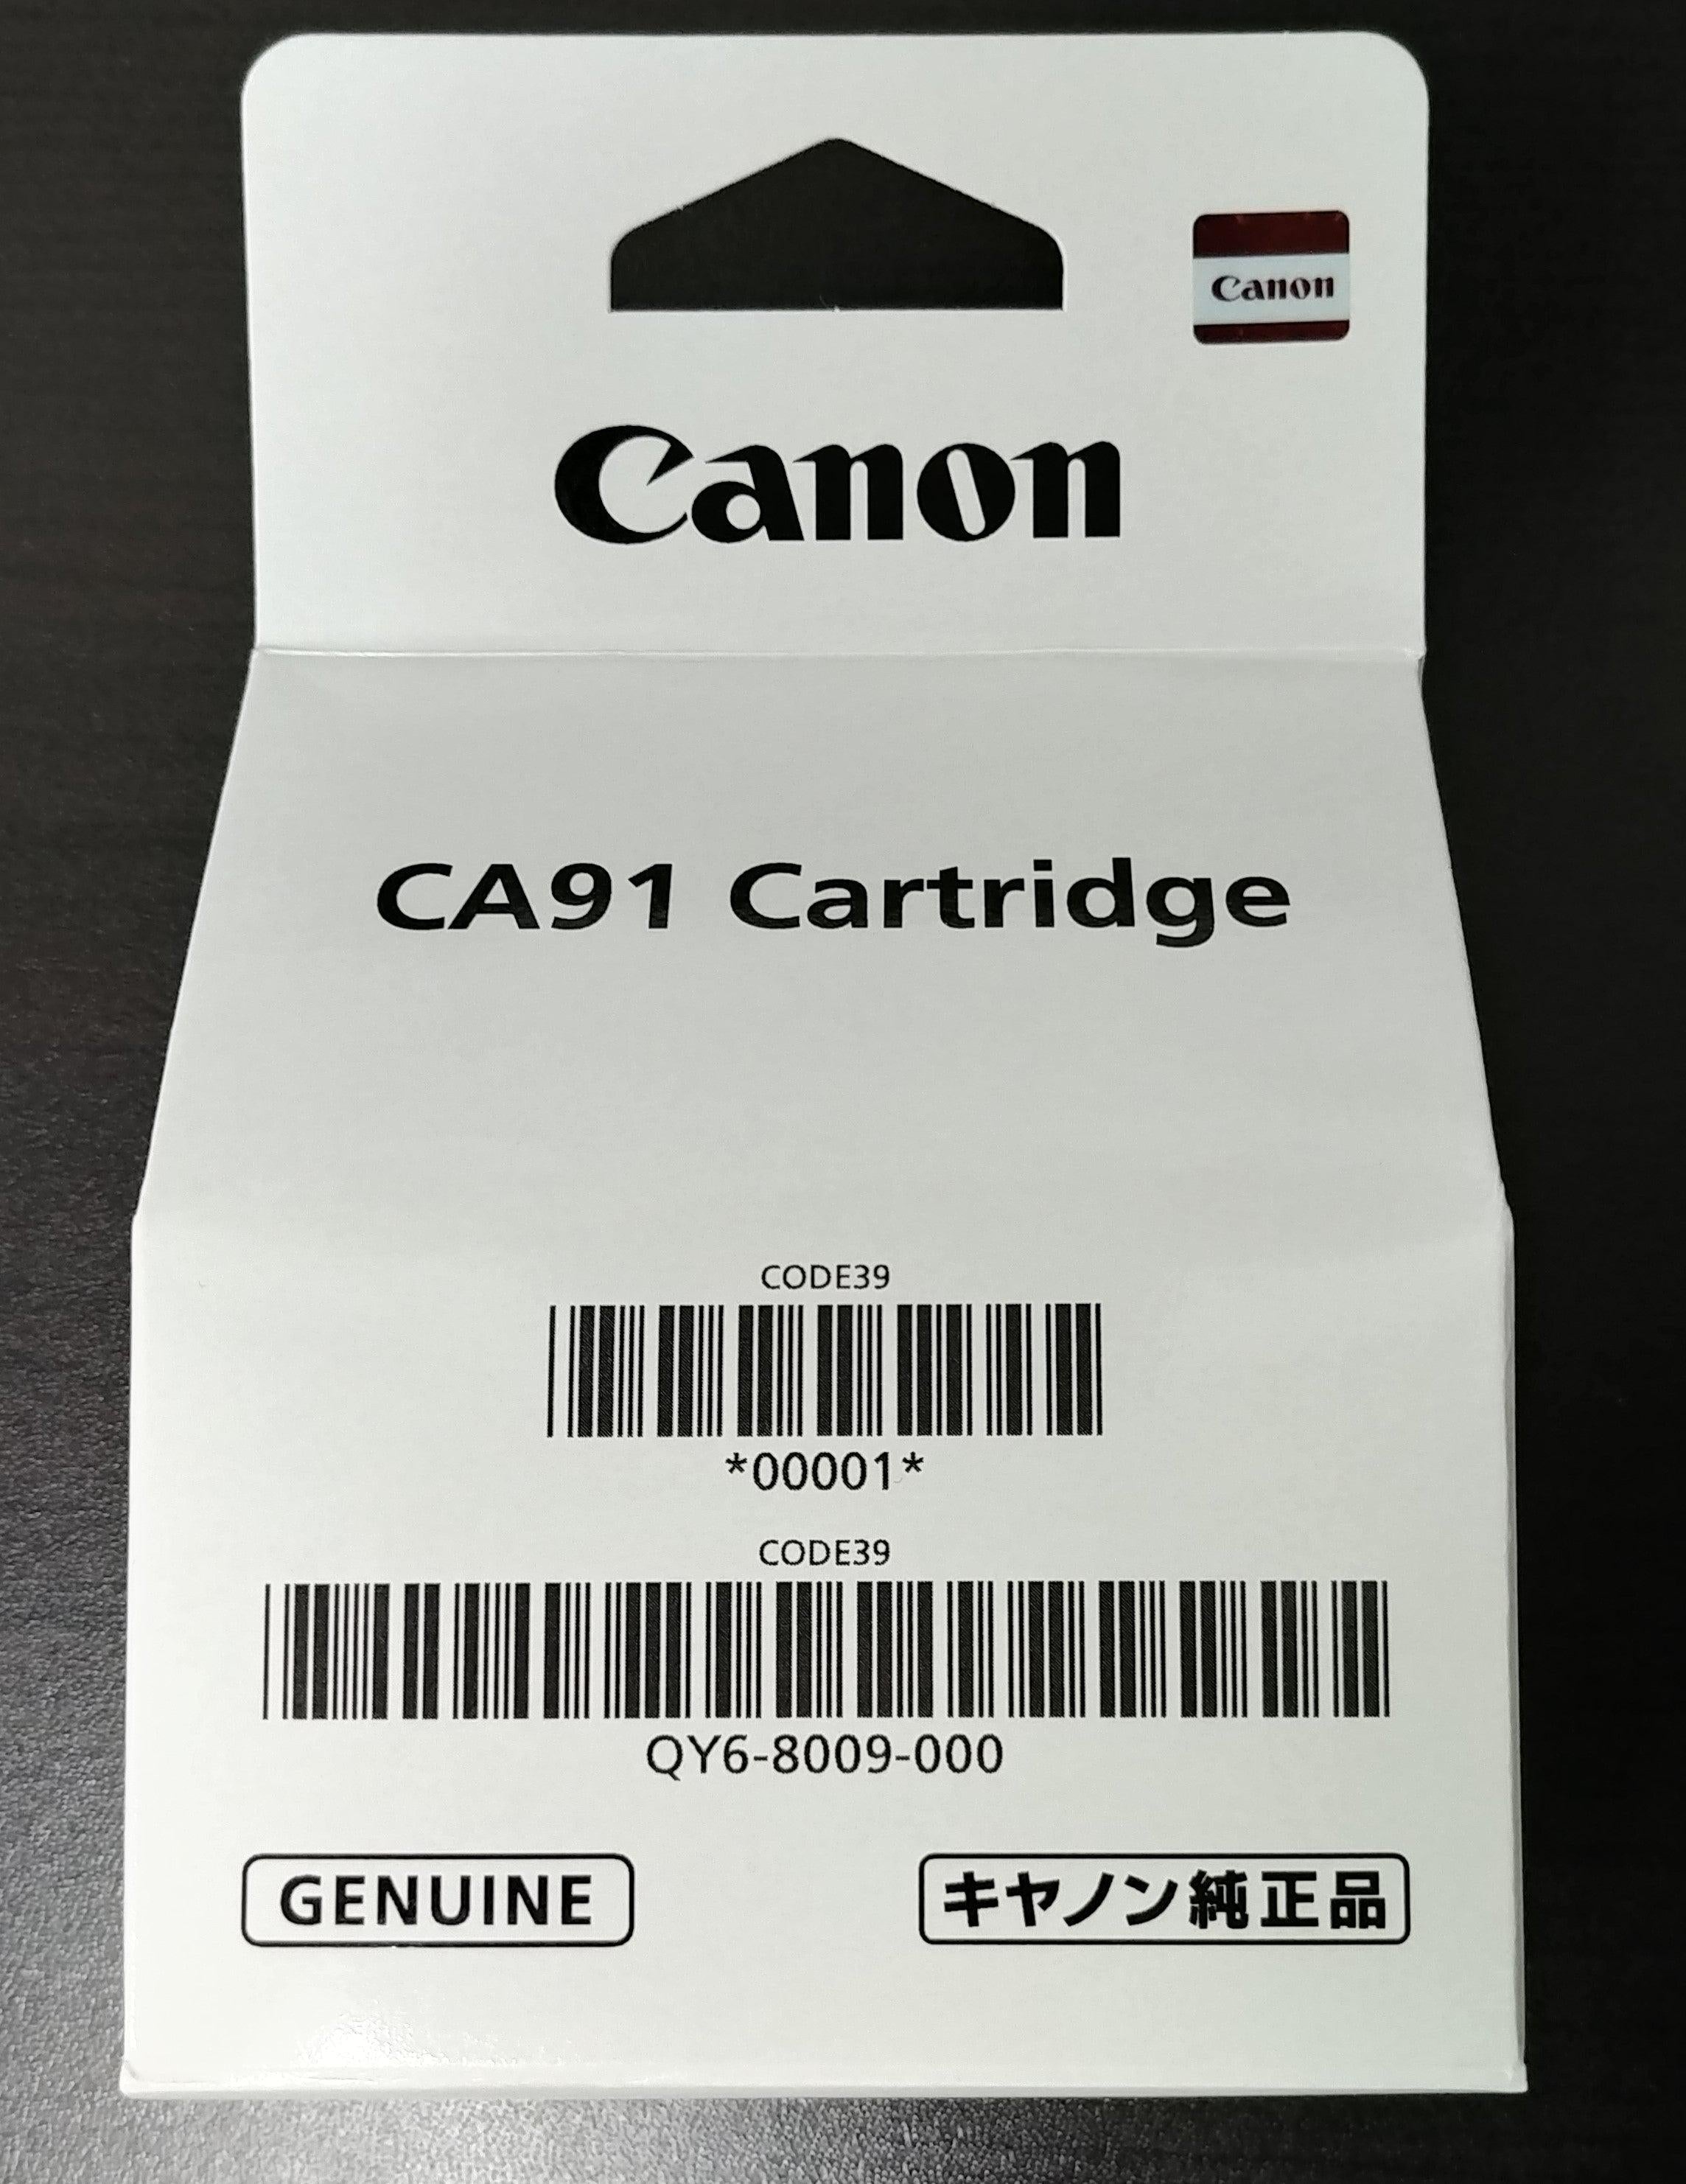 Canon
Canon
CA91 Cartridge
CODE39
*00001*
CODE39
QY6-8009-000
GENUINE
キヤノン純正品